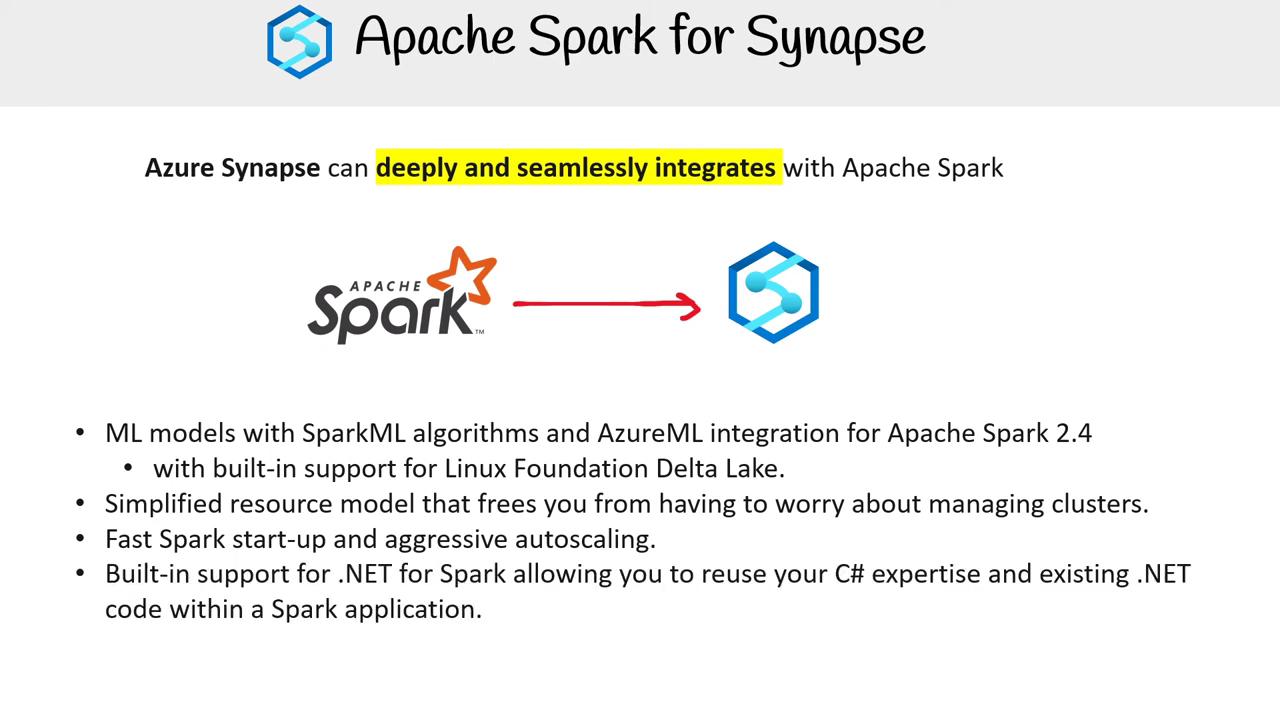 Apache Spark for Synapse
Azure Synapse can deeply and seamlessly integrates with Apache Spark
APACHE
Spark™
• ML models with SparkML algorithms and AzureML integration for Apache Spark 2.4
• with built-in support for Linux Foundation Delta Lake.
• Simplified resource model that frees you from having to worry about managing clusters.
• Fast Spark start-up and aggressive autoscaling.
• Built-in support for .NET for Spark allowing you to reuse your C# expertise and existing .NET
code within a Spark application.